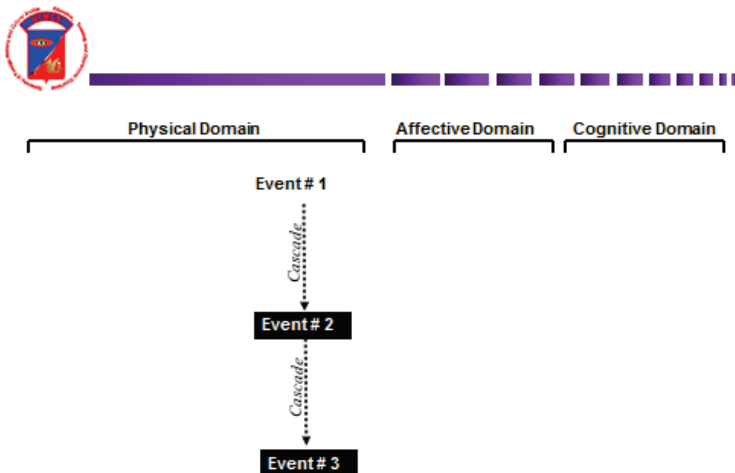 Physical Domain
Affective Domain
Cognitive Domain
Event # 1
Cascade
Event # 2
Cascade
Event # 3